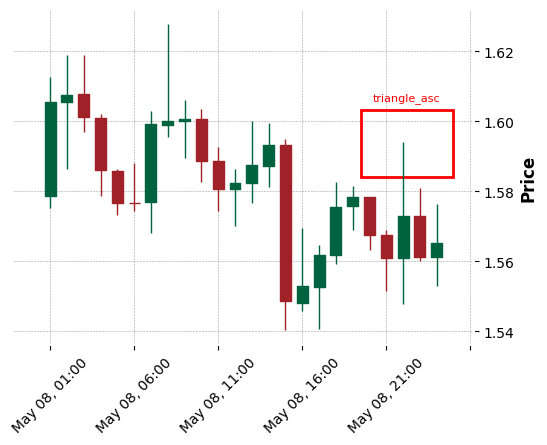 triangle_asc
1.62
1.60
1.58
1.56
1.54
Price
May 08, 01:00
May 08, 06:00
May 08, 11:00
May 08, 16:00
May 08, 21:00